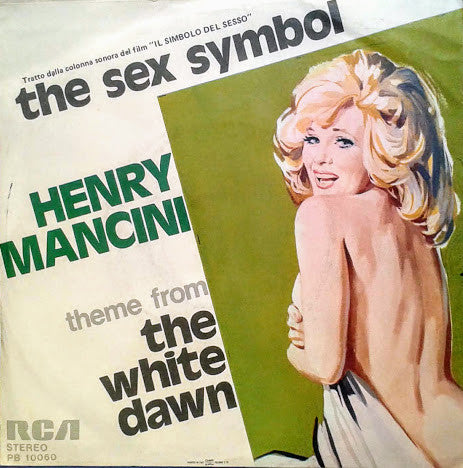 Tratto dalla colonna sonora del film "IL SIMBOLO DEL SESSO"
the sex symbol
HENRY
MANCINI
theme from
the
white
dawn
RCA
STEREO
PB 10060